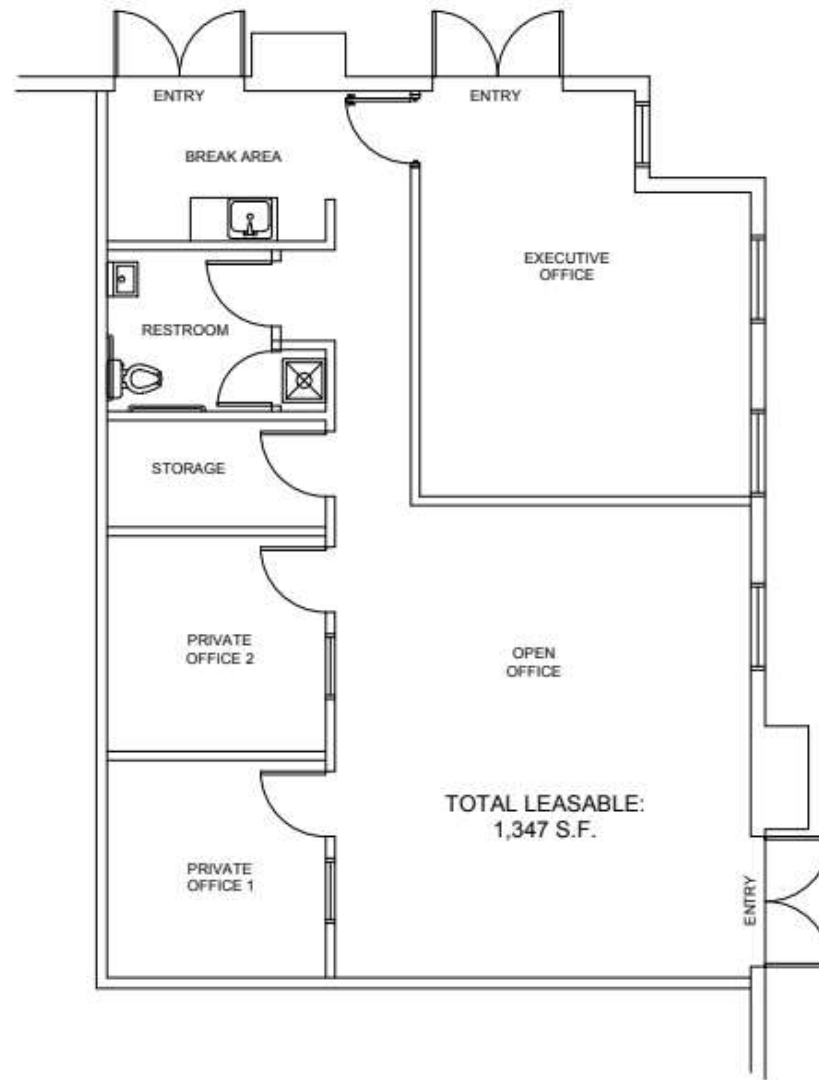 ENTRY
ENTRY
BREAK AREA
EXECUTIVE
OFFICE
RESTROOM
STORAGE
PRIVATE
OFFICE 2
OPEN
OFFICE
TOTAL LEASABLE:
1,347 S.F.
PRIVATE
OFFICE 1
ENTRY